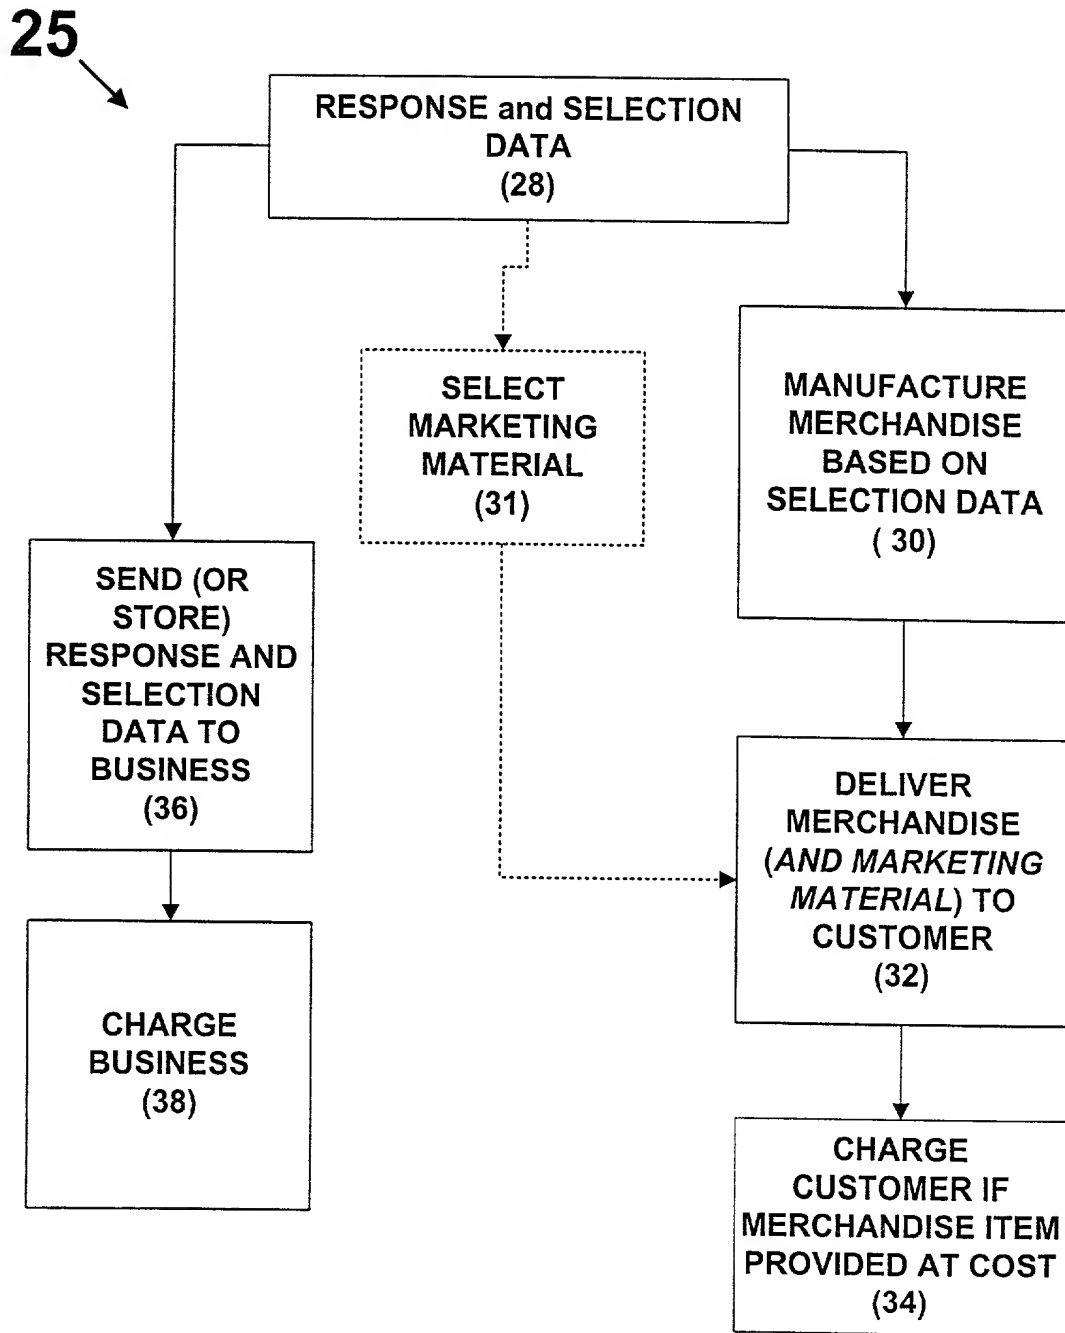 25
RESPONSE and SELECTION
DATA
(28)
SELECT
MARKETING
MATERIAL
(31)
MANUFACTURE
MERCHANDISE
BASED ON
SELECTION DATA
( 30)
SEND (OR
STORE)
RESPONSE AND
SELECTION
DATA TO
BUSINESS
(36)
DELIVER
MERCHANDISE
(AND MARKETING
MATERIAL) TO
CUSTOMER
(32)
CHARGE
BUSINESS
(38)
CHARGE
CUSTOMER IF
MERCHANDISE ITEM
PROVIDED AT COST
(34)